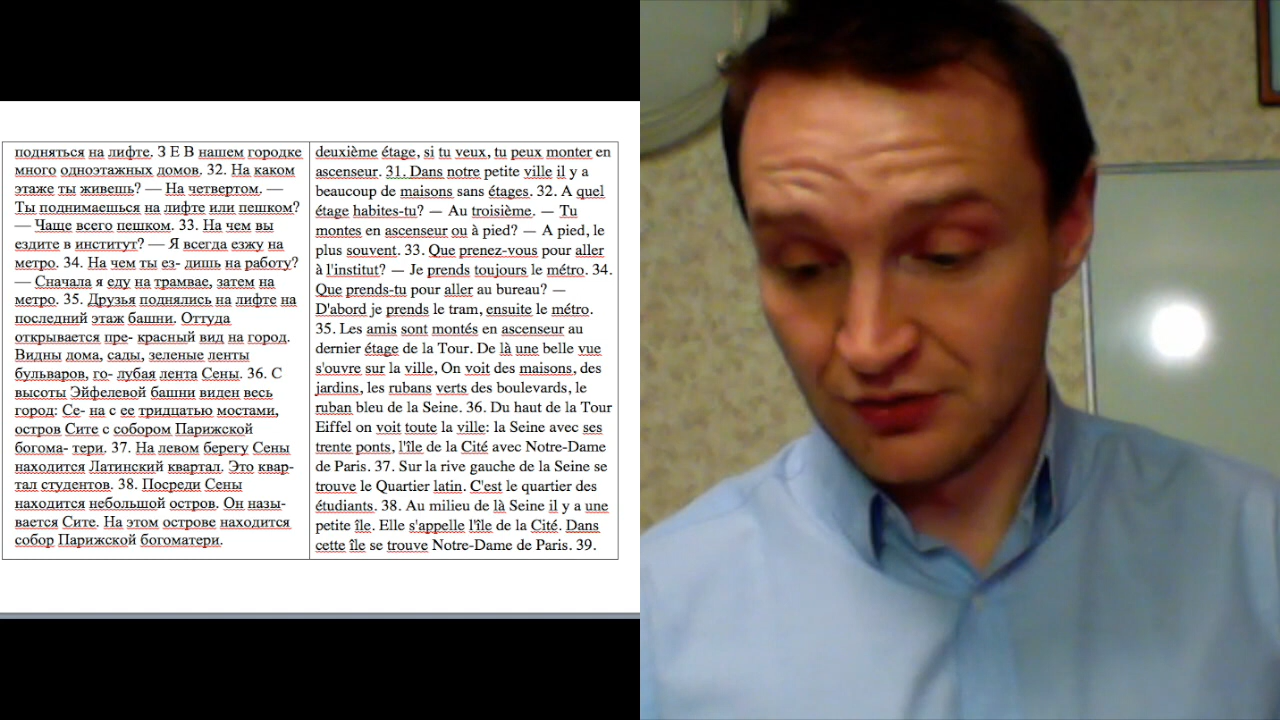 подняться на лифте. З Е В нашем городке
много одноэтажных домов. 32. На каком
этаже ты живешь? — На четвертом. —
Ты поднимаешься на лифте или пешком?
— Чаще всего пешком. 33. На чем вы
ездите в институт? — Я всегда езжу на
метро. 34. На чем ты ез- дишь на работу?
— Сначала я еду на трамвае, затем на
метро. 35. Друзья поднялись на лифте на
последний этаж башни. Оттуда
открывается пре- красный вид на город.
Видны дома, сады, зеленые ленты
бульваров, го- лубая лента Сены. 36. С
высоты Эйфелевой башни виден весь
город: Се- на с ее тридцатью мостами,
остров Сите с собором Парижской
богома- тери. 37. На левом берегу Сены
находится Латинский квартал. Это квар-
тал студентов. 38. Посреди Сены
находится небольшой остров. Он назы-
вается Сите. На этом острове находится
собор Парижской богоматери.
deuxième étage, si tu veux, tu peux monter en
ascenseur. 31. Dans notre petite ville il y a
beaucoup de maisons sans étages. 32. A quel
étage habites-tu? — Au troisième. — Tu
montes en ascenseur ou à pied? — A pied, le
plus souvent. 33. Que prenez-vous pour aller
à l'institut? — Je prends toujours le métro. 34.
Que prends-tu pour aller au bureau? —
D'abord je prends le tram, ensuite le métro.
35. Les amis sont montés en ascenseur au
dernier étage de la Tour. De là une belle vue
s'ouvre sur la ville, On voit des maisons, des
jardins, les rubans verts des boulevards, le
ruban bleu de la Seine. 36. Du haut de la Tour
Eiffel on voit toute la ville: la Seine avec ses
trente ponts, l'île de la Cité avec Notre-Dame
de Paris. 37. Sur la rive gauche de la Seine se
trouve le Quartier latin. C'est le quartier des
étudiants. 38. Au milieu de là Seine il y a une
petite île. Elle s'appelle l'île de la Cité. Dans
cette île se trouve Notre-Dame de Paris. 39.